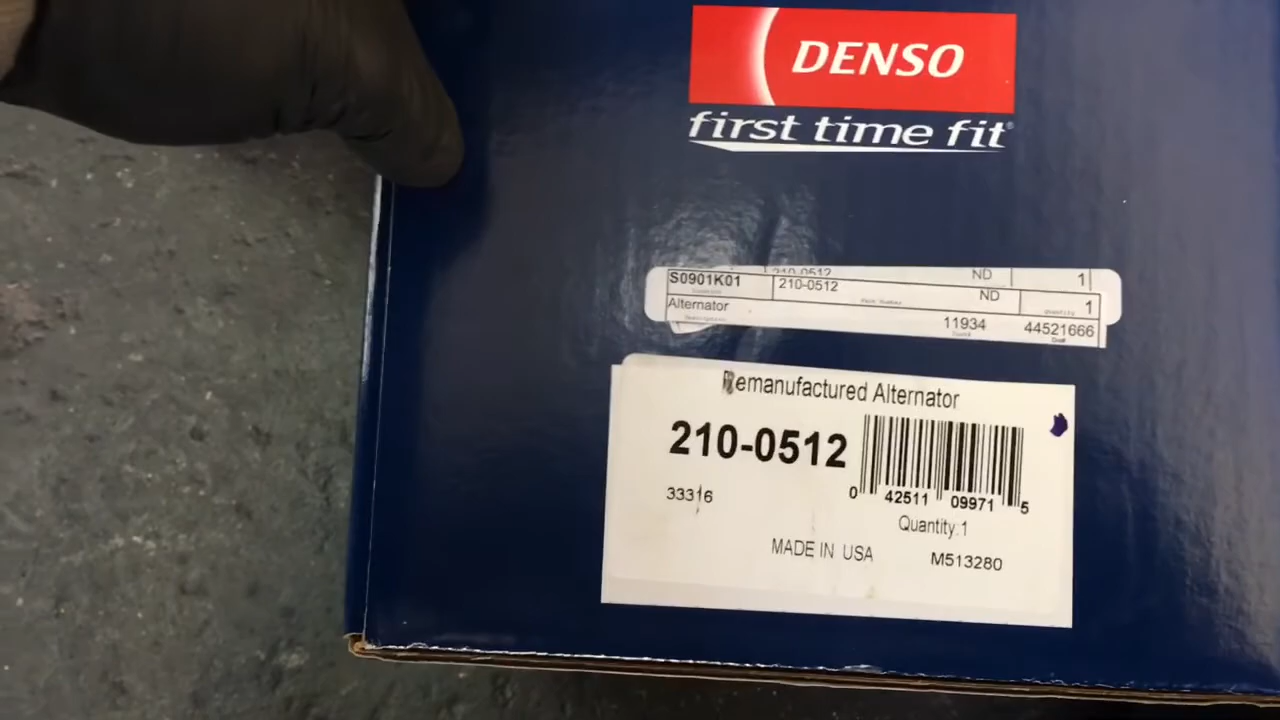 DENSO
first time fit®
210-0512 ND 1
S0901K01 210-0512 ND 1
Alternator 11934 44521666
Remanufactured Alternator
210-0512
33316
0 42511 09971 5
Quantity:1
MADE IN USA M513280